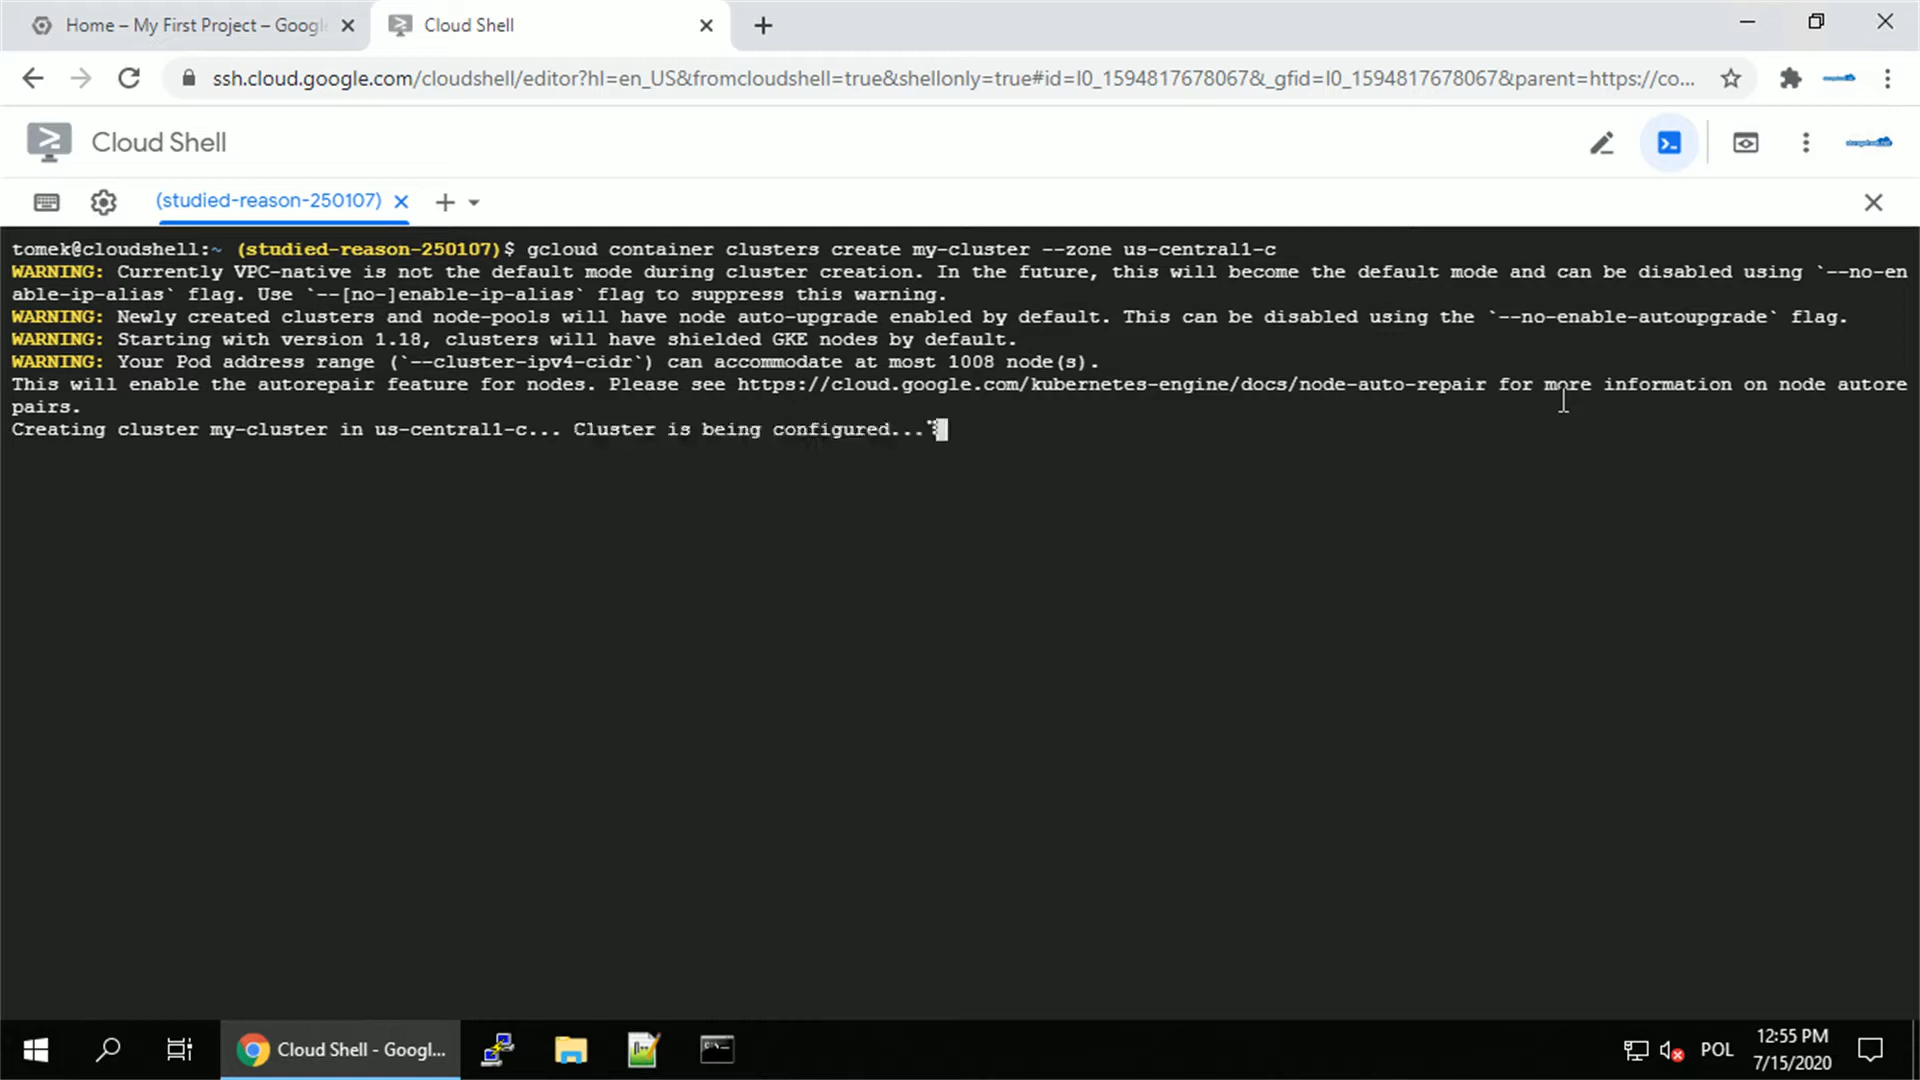 Home – My First Project – Googl
Cloud Shell
ssh.cloud.google.com/cloudshell/editor?hl=en_US&fromcloudshell=true&shellonly=true#id=I0_1594817678067&_gfid=I0_1594817678067&parent=https://co...
Cloud Shell
(studied-reason-250107)
tomek@cloudshell:~ (studied-reason-250107)$ gcloud container clusters create my-cluster --zone us-central1-c
WARNING: Currently VPC-native is not the default mode during cluster creation. In the future, this will become the default mode and can be disabled using `--no-en
able-ip-alias` flag. Use `--[no-]enable-ip-alias` flag to suppress this warning.
WARNING: Newly created clusters and node-pools will have node auto-upgrade enabled by default. This can be disabled using the `--no-enable-autoupgrade` flag.
WARNING: Starting with version 1.18, clusters will have shielded GKE nodes by default.
WARNING: Your Pod address range (`--cluster-ipv4-cidr`) can accommodate at most 1008 node(s).
This will enable the autorepair feature for nodes. Please see https://cloud.google.com/kubernetes-engine/docs/node-auto-repair for more information on node autore
pairs.
Creating cluster my-cluster in us-central1-c... Cluster is being configured...
Cloud Shell - Googl...
POL
12:55 PM
7/15/2020